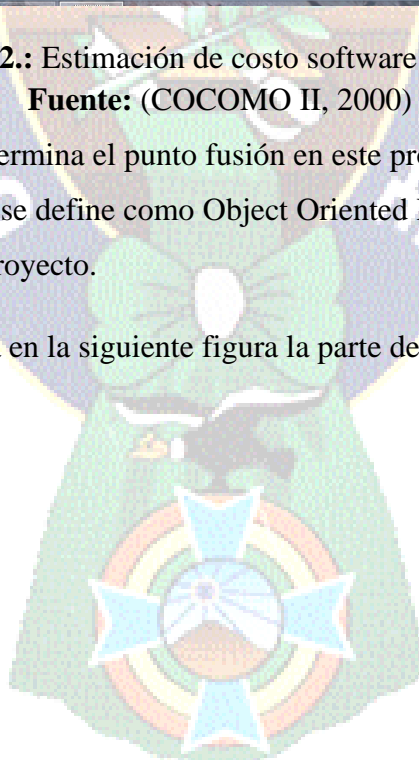 2.: Estimación de costo software
Fuente: (COCOMO II, 2000)
ermina el punto fusión en este pro
se define como Object Oriented
royecto.
en la siguiente figura la parte de